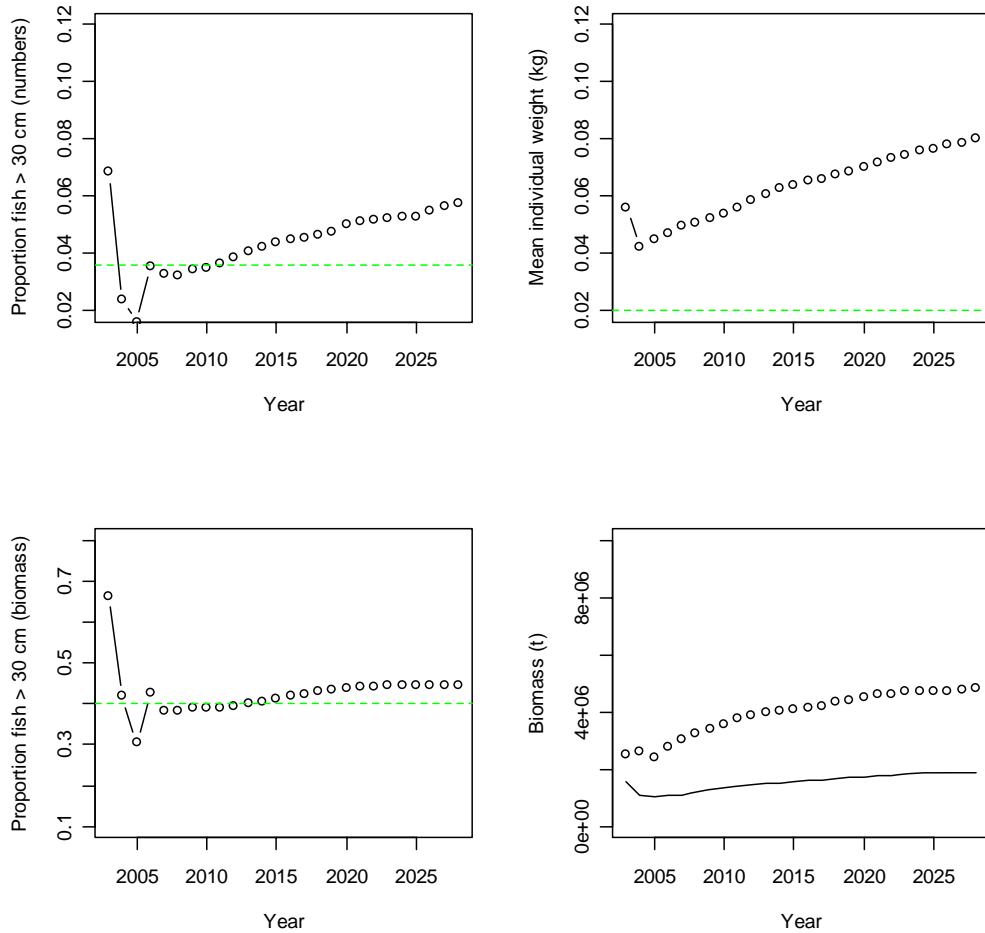 Proportion fish > 30 cm (numbers)
0.12
0.10
0.08
0.06
0.04
0.02
2005 2010 2015 2020 2025
Year
Mean individual weight (kg)
0.12
0.10
0.08
0.06
0.04
0.02
2005 2010 2015 2020 2025
Year
Proportion fish > 30 cm (biomass)
0.7
0.5
0.3
0.1
2005 2010 2015 2020 2025
Year
Biomass (t)
8e+06
4e+06
0e+00
2005 2010 2015 2020 2025
Year